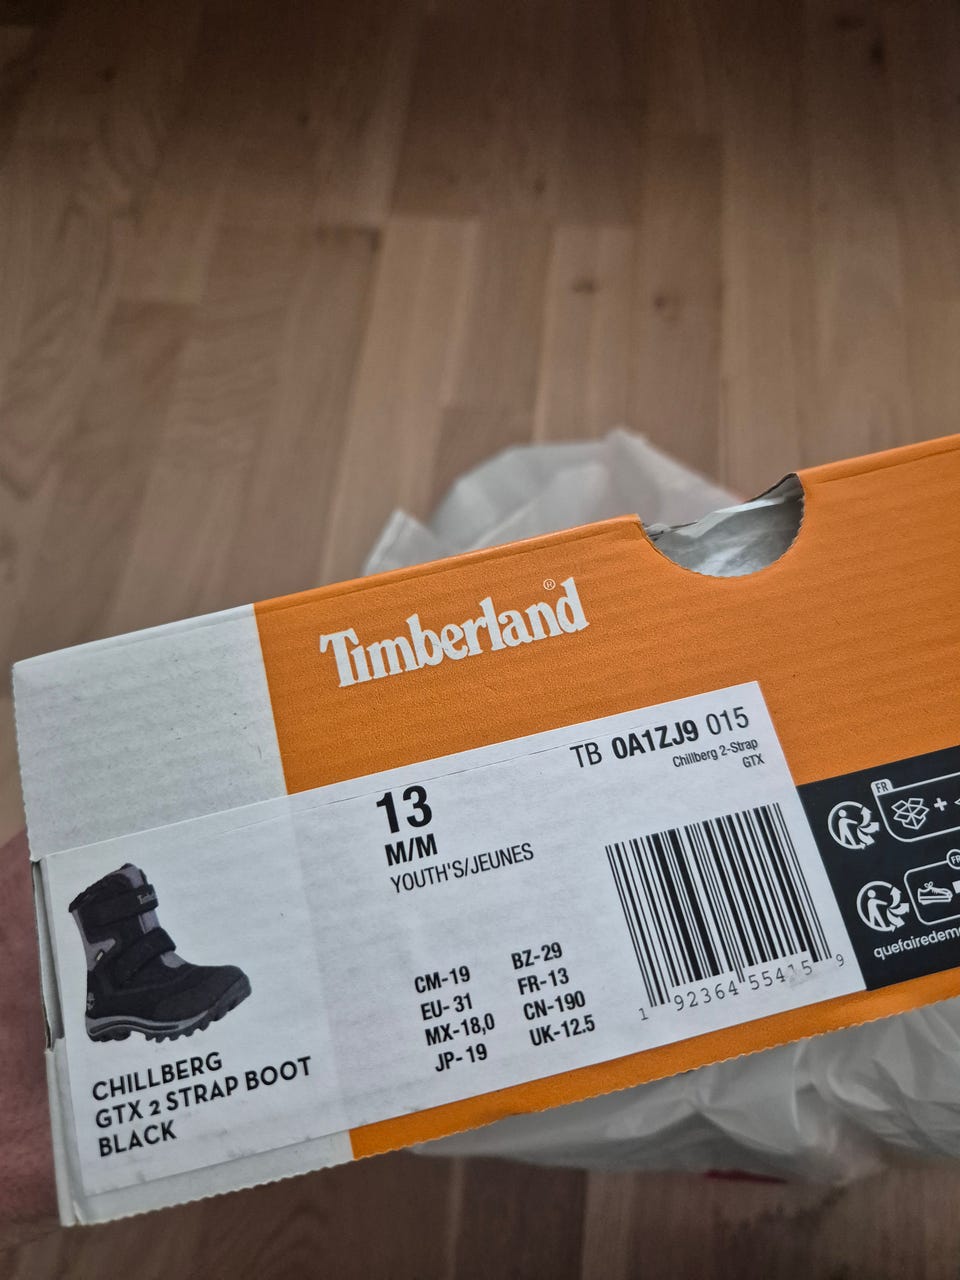 Timberland®
TB 0A1ZJ9 015
Chillberg 2-Strap
GTX
13
M/M
YOUTH'S/JEUNES
CM-19 BZ-29
EU-31 FR-13
MX-18,0 CN-190
JP-19 UK-12.5
1 92364 55415 9
CHILLBERG
GTX 2 STRAP BOOT
BLACK
FR
+
FR